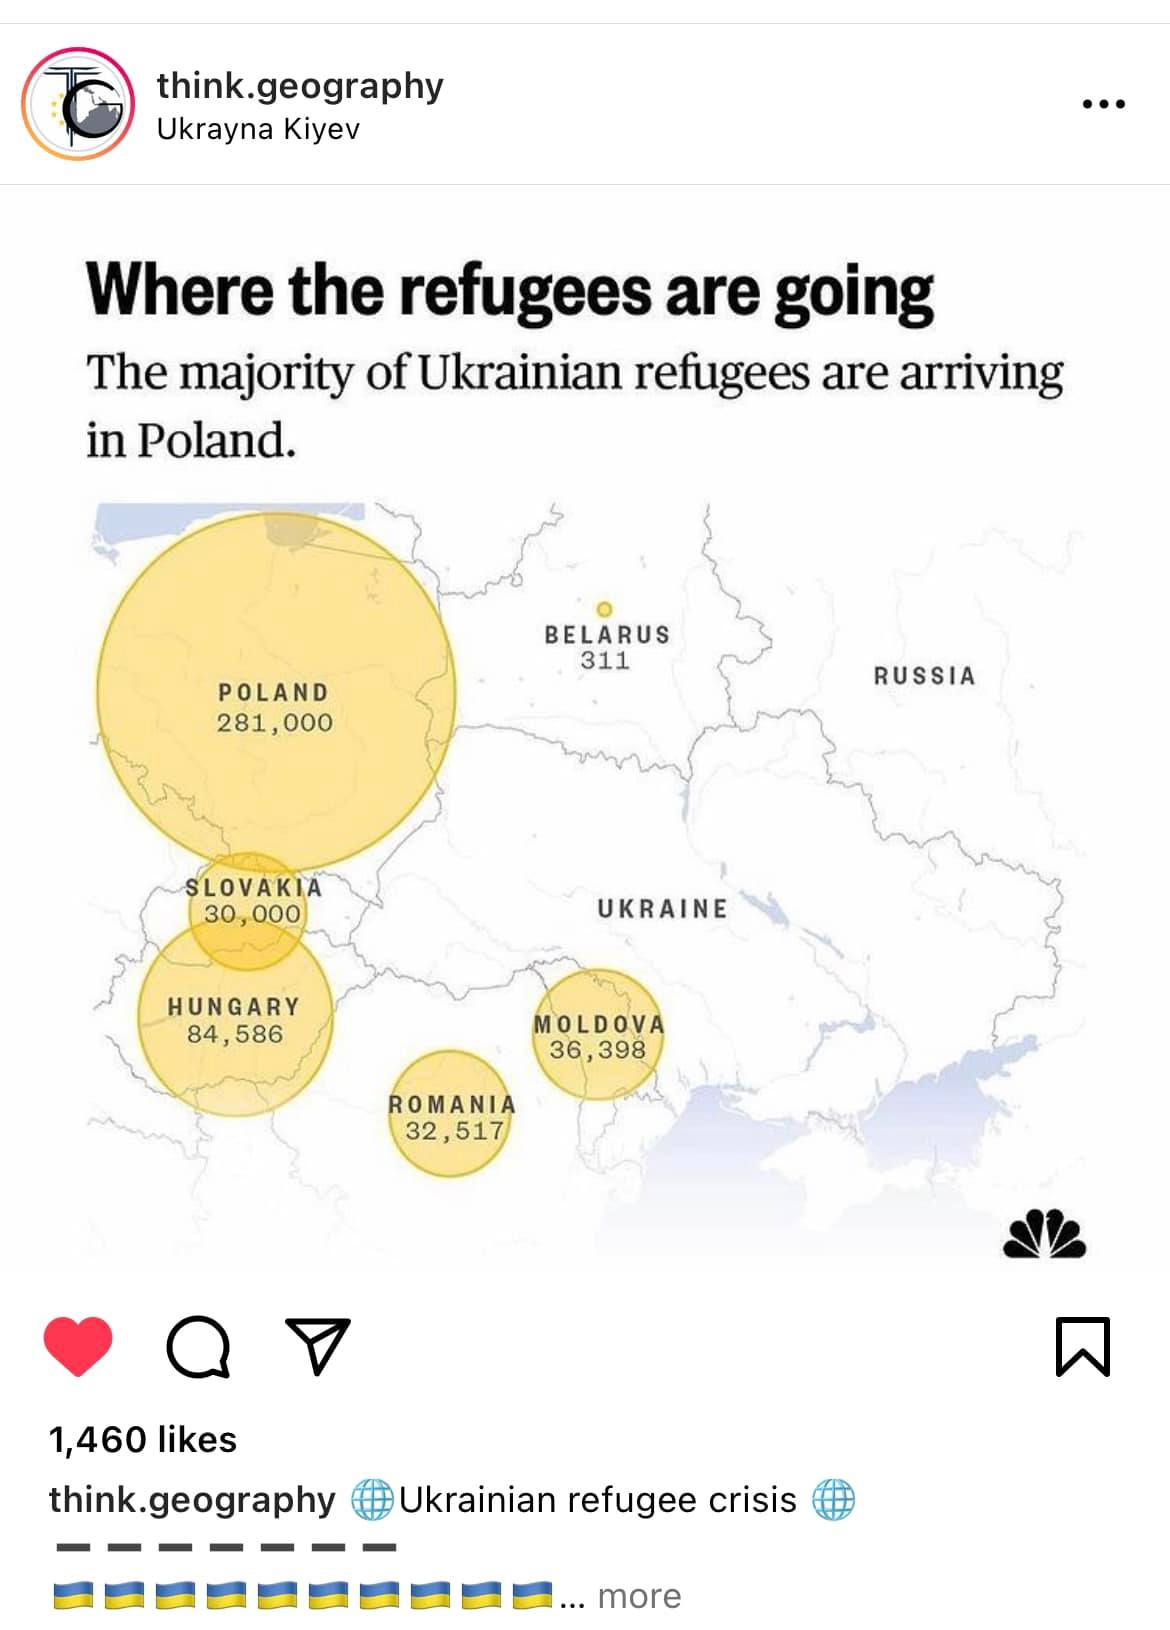 think.geography
Ukrayna Kiyev
Where the refugees are going
The majority of Ukrainian refugees are arriving
in Poland.
BELARUS
311
RUSSIA
POLAND
281,000
SLOVAKIA
30,000
UKRAINE
HUNGARY
84,586
MOLDOVA
36,398
ROMANIA
32,517
1,460 likes
think.geography 🌐Ukrainian refugee crisis 🌐
➖➖➖➖➖➖➖
🇺🇦🇺🇦🇺🇦🇺🇦🇺🇦🇺🇦🇺🇦🇺🇦🇺🇦🇺🇦... more